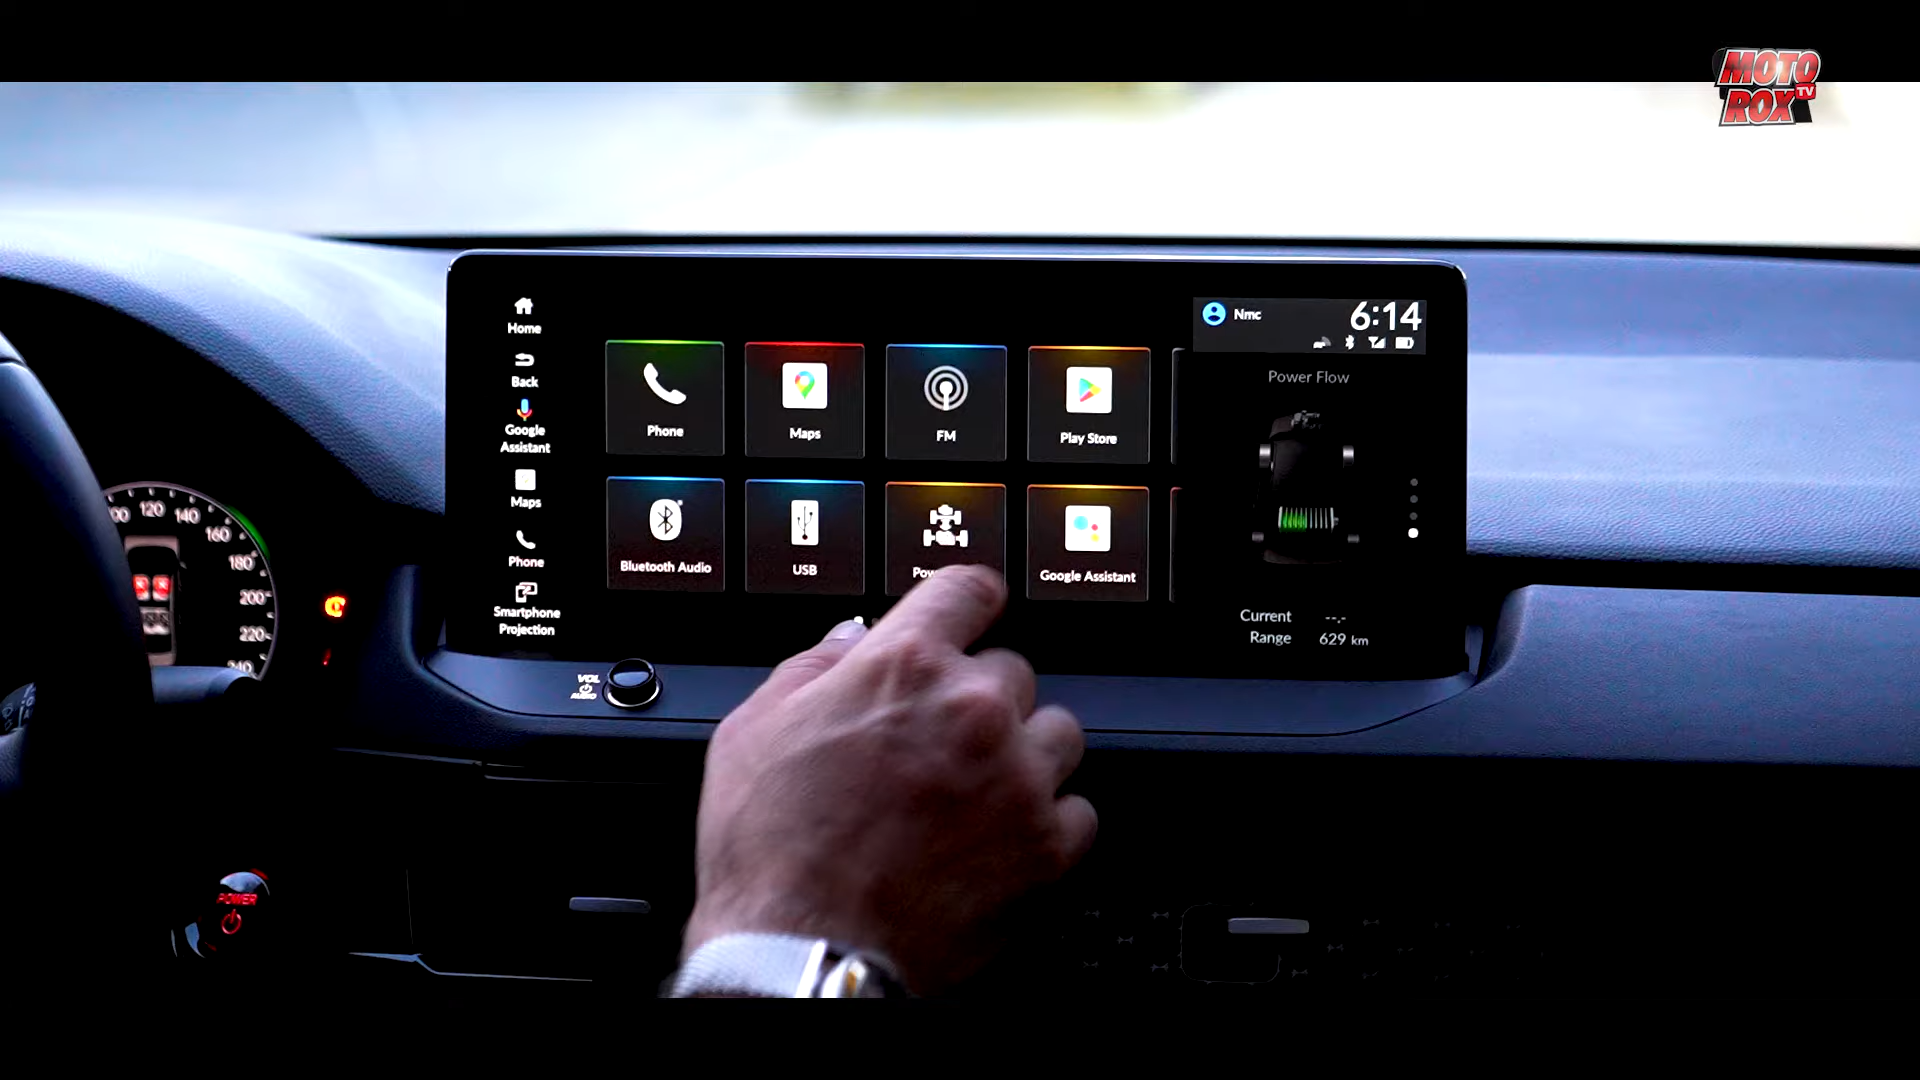 MOTO
ROX TV
Home
Back
Google
Assistant
Maps
Phone
Smartphone
Projection
Phone
Maps
FM
Play Store
Bluetooth Audio
USB
Google Assistant
Nmc
6:14
Power Flow
Current
Range
--.-
629 km
VOL
AUDIO
120
140
160
180
200
220
240
POWER